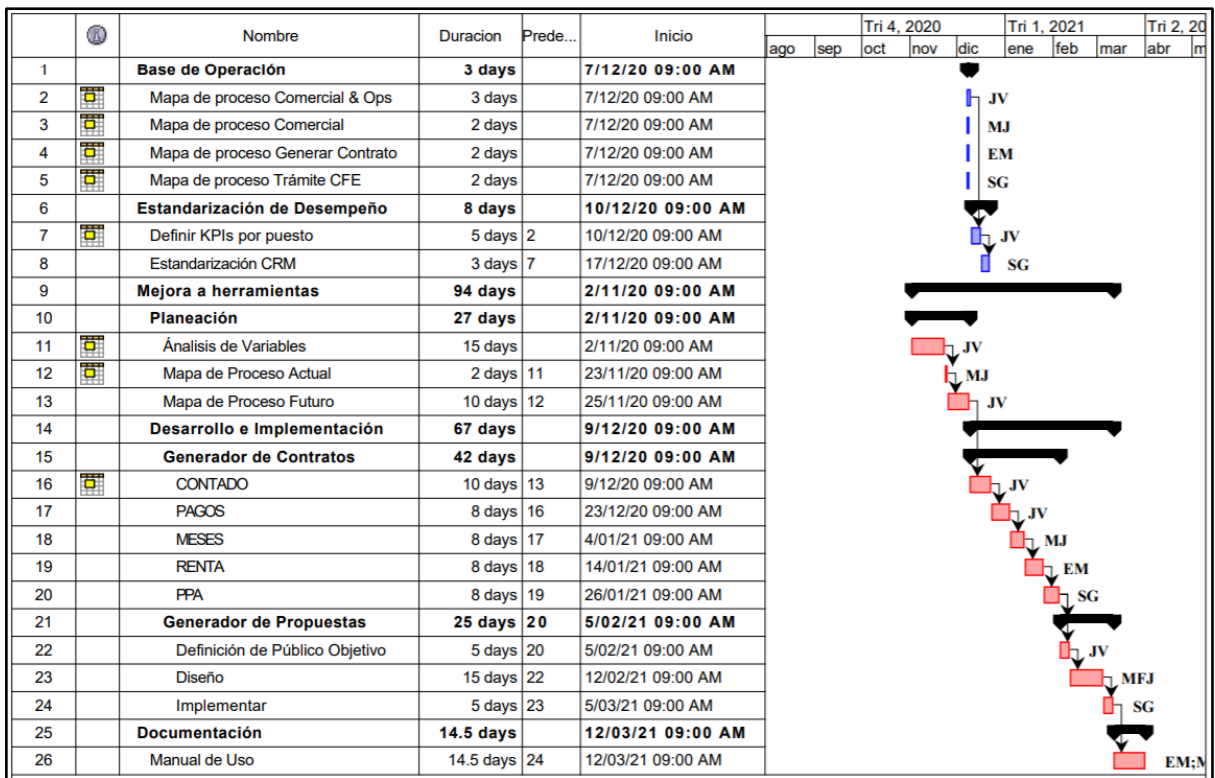 Nombre Duracion Prede... Inicio Tri 4, 2020 Tri 1, 2021 Tri 2, 20
ago sep oct nov dic ene feb mar abr m
1 Base de Operación 3 days 7/12/20 09:00 AM
2 Mapa de proceso Comercial & Ops 3 days 7/12/20 09:00 AM JV
3 Mapa de proceso Comercial 2 days 7/12/20 09:00 AM MJ
4 Mapa de proceso Generar Contrato 2 days 7/12/20 09:00 AM EM
5 Mapa de proceso Trámite CFE 2 days 7/12/20 09:00 AM SG
6 Estandarización de Desempeño 8 days 10/12/20 09:00 AM
7 Definir KPIs por puesto 5 days 2 10/12/20 09:00 AM JV
8 Estandarización CRM 3 days 7 17/12/20 09:00 AM SG
9 Mejora a herramientas 94 days 2/11/20 09:00 AM
10 Planeación 27 days 2/11/20 09:00 AM
11 Ánalisis de Variables 15 days 2/11/20 09:00 AM JV
12 Mapa de Proceso Actual 2 days 11 23/11/20 09:00 AM MJ
13 Mapa de Proceso Futuro 10 days 12 25/11/20 09:00 AM JV
14 Desarrollo e Implementación 67 days 9/12/20 09:00 AM
15 Generador de Contratos 42 days 9/12/20 09:00 AM
16 CONTADO 10 days 13 9/12/20 09:00 AM JV
17 PAGOS 8 days 16 23/12/20 09:00 AM JV
18 MESES 8 days 17 4/01/21 09:00 AM MJ
19 RENTA 8 days 18 14/01/21 09:00 AM EM
20 PPA 8 days 19 26/01/21 09:00 AM SG
21 Generador de Propuestas 25 days 20 5/02/21 09:00 AM
22 Definición de Público Objetivo 5 days 20 5/02/21 09:00 AM JV
23 Diseño 15 days 22 12/02/21 09:00 AM MFJ
24 Implementar 5 days 23 5/03/21 09:00 AM SG
25 Documentación 14.5 days 12/03/21 09:00 AM
26 Manual de Uso 14.5 days 24 12/03/21 09:00 AM EM;M